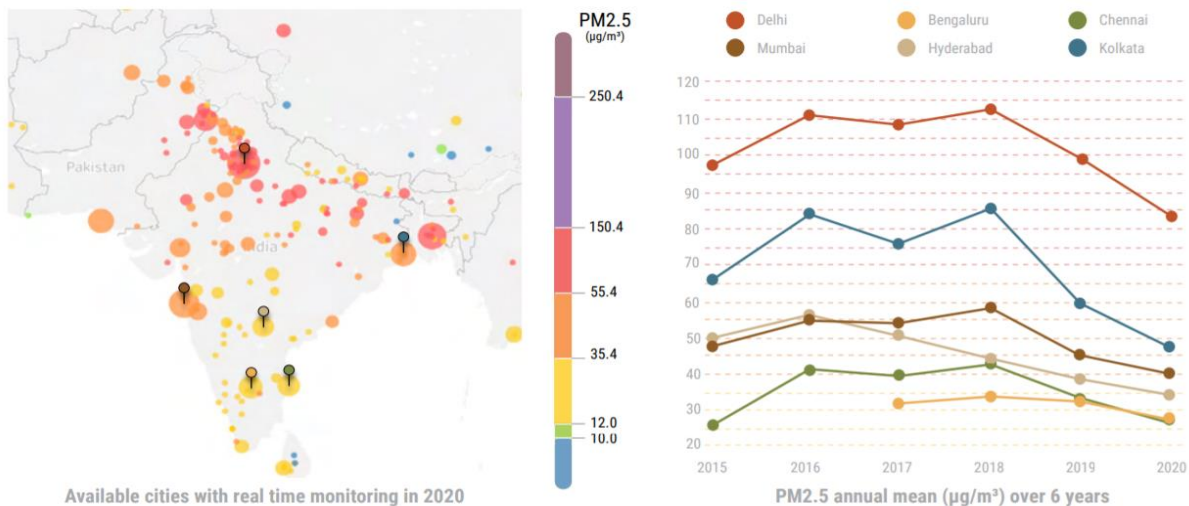 PM2.5
(µg/m³)
250.4
150.4
55.4
35.4
12.0
10.0
Pakistan
India
Available cities with real time monitoring in 2020
Delhi
Bengaluru
Chennai
Mumbai
Hyderabad
Kolkata
120
110
100
90
80
70
60
50
40
30
20
2015
2016
2017
2018
2019
2020
PM2.5 annual mean (µg/m³) over 6 years